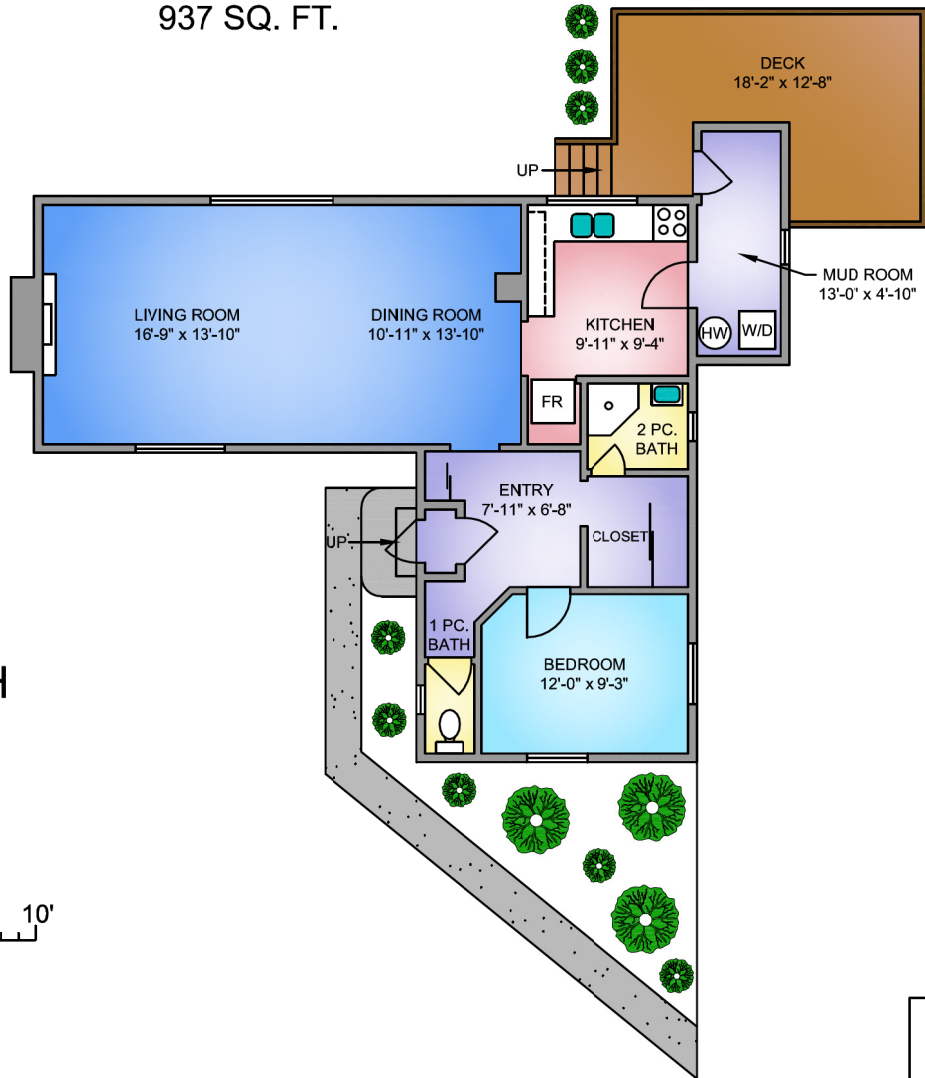 937 SQ. FT.
DECK
18'-2" x 12'-8"
UP
MUD ROOM
13'-0' x 4'-10"
LIVING ROOM
16'-9" x 13'-10"
DINING ROOM
10'-11" x 13'-10"
KITCHEN
9'-11" x 9'-4"
HW
W/D
FR
2 PC.
BATH
ENTRY
7'-11" x 6'-8"
CLOSET
UP
1 PC.
BATH
BEDROOM
12'-0" x 9'-3"
10'